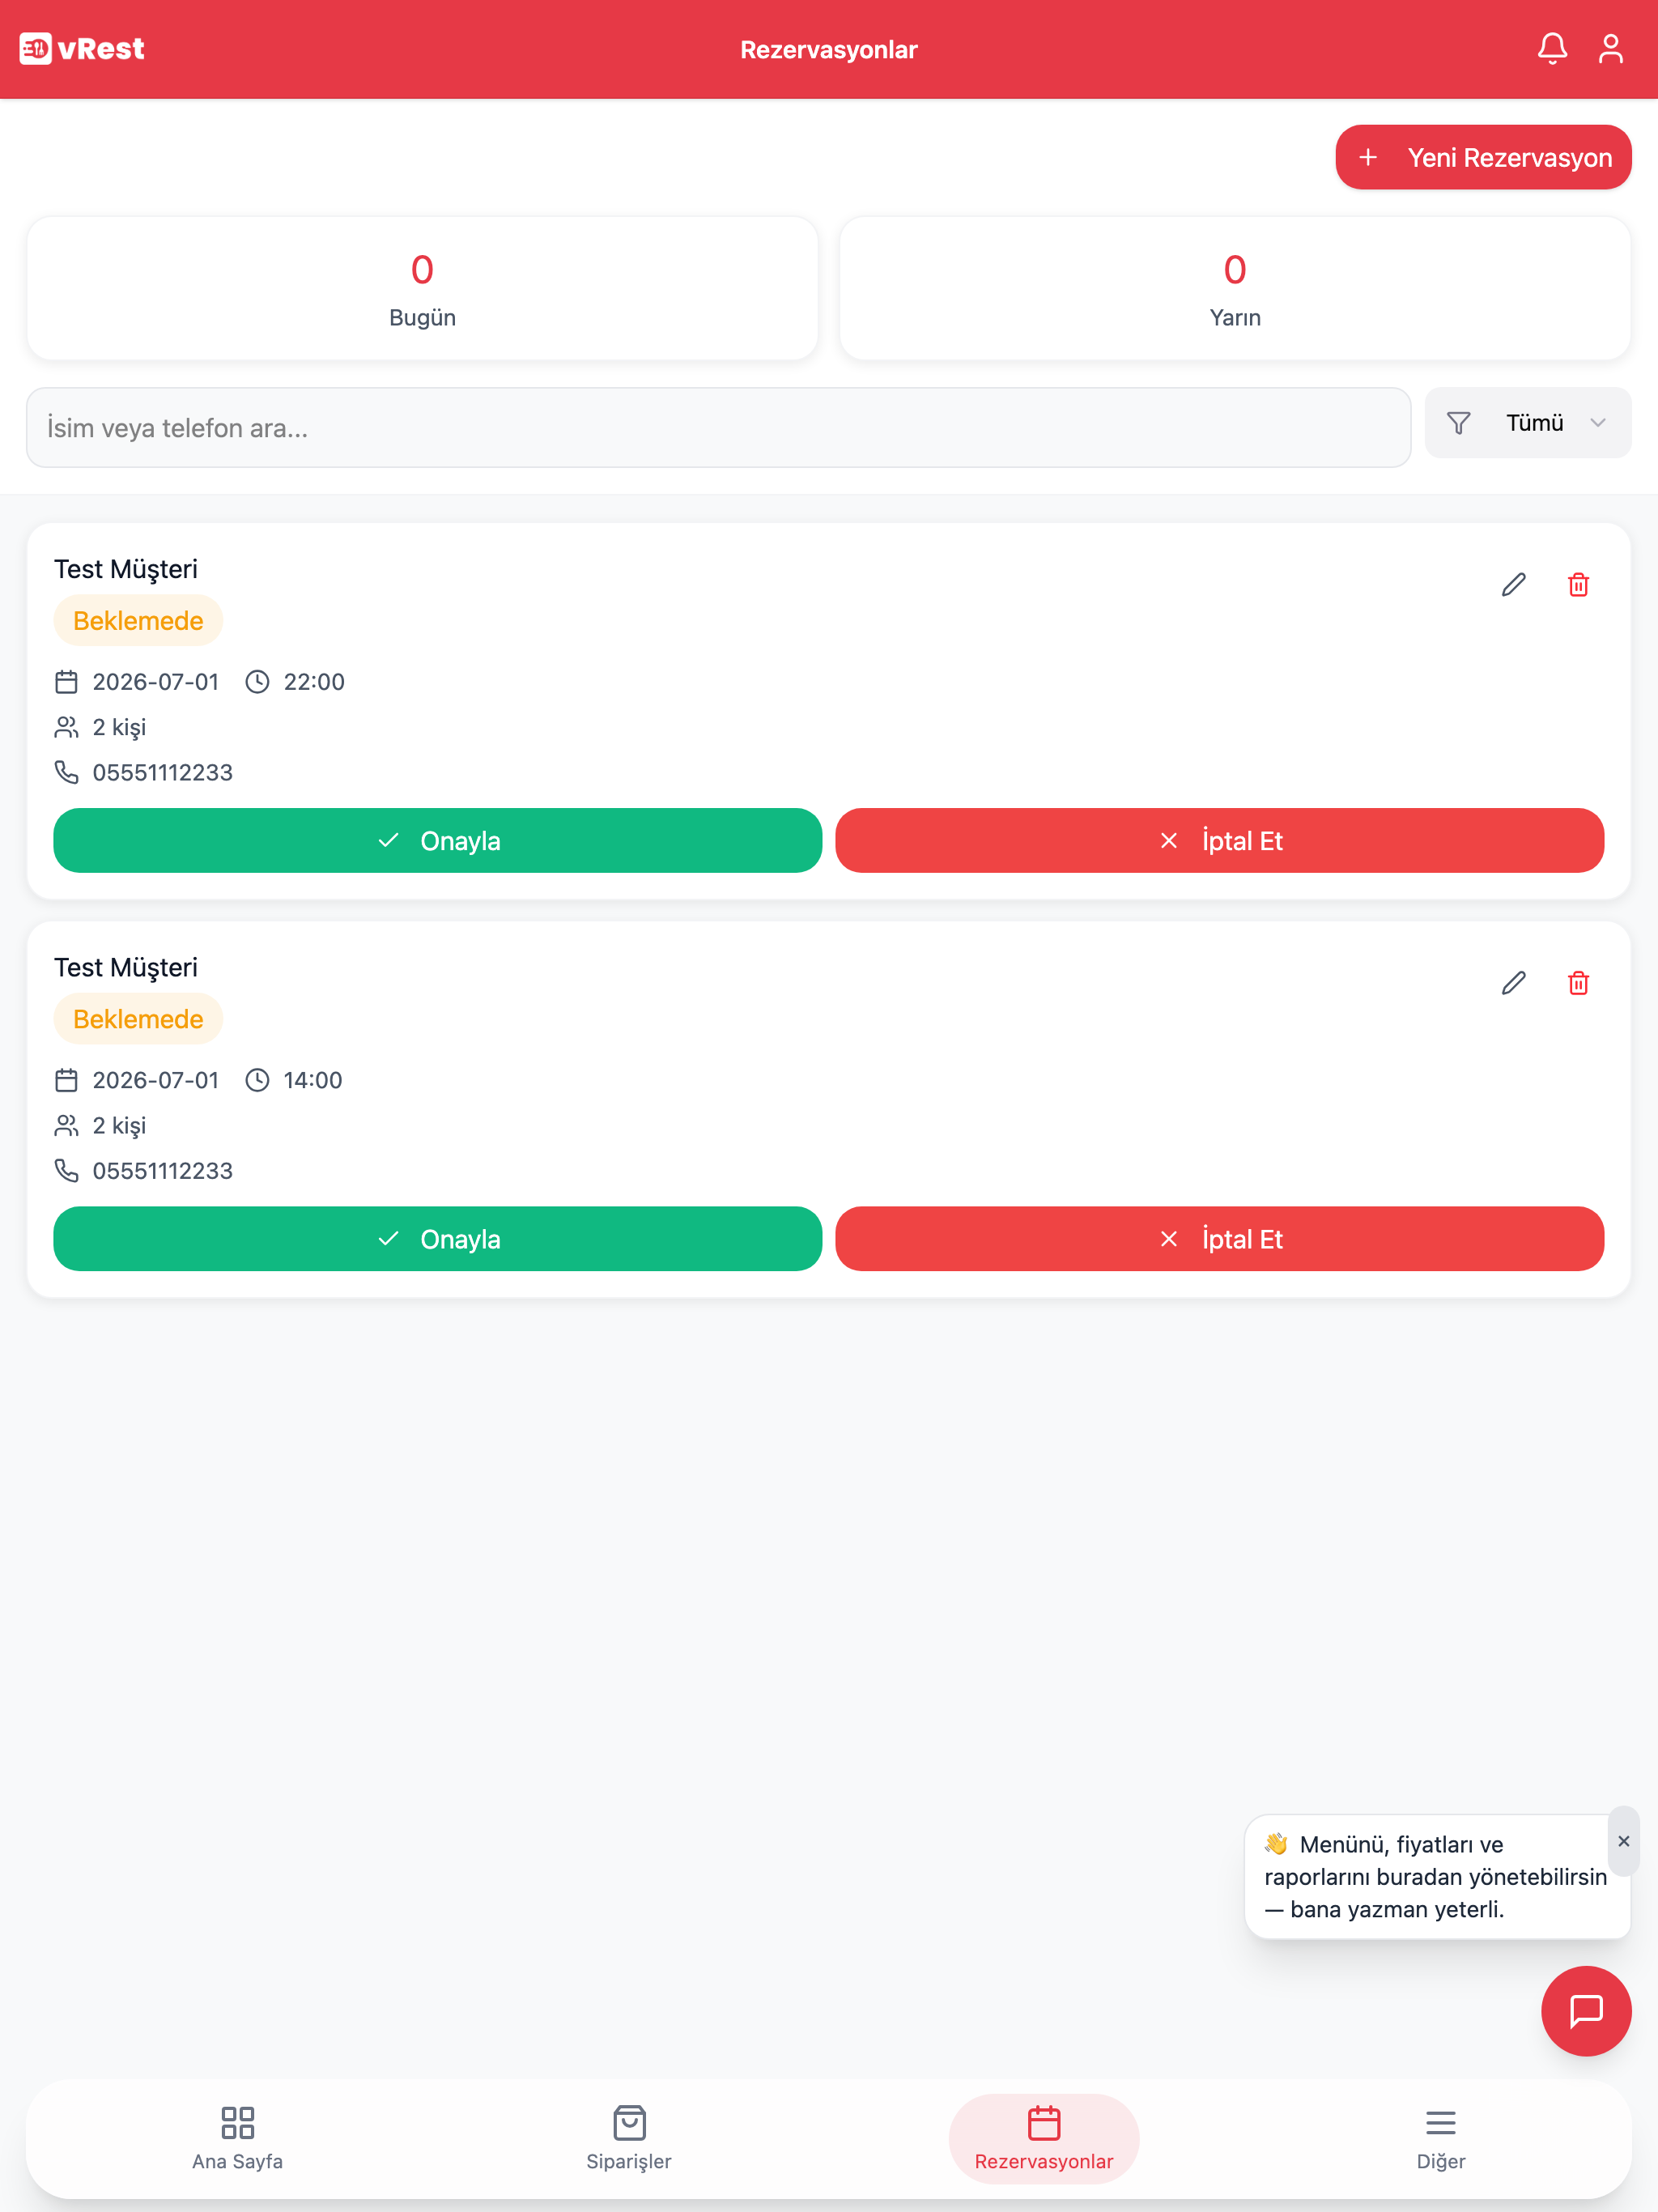 vRest
Rezervasyonlar
+ Yeni Rezervasyon
0
Bugün
0
Yarın
İsim veya telefon ara...
Tümü
Test Müşteri
Beklemede
2026-07-01 22:00
2 kişi
05551112233
Onayla
İptal Et
Test Müşteri
Beklemede
2026-07-01 14:00
2 kişi
05551112233
Onayla
İptal Et
👋 Menünü, fiyatları ve
raporlarını buradan yönetebilirsin
— bana yazman yeterli.
Ana Sayfa
Siparişler
Rezervasyonlar
Diğer